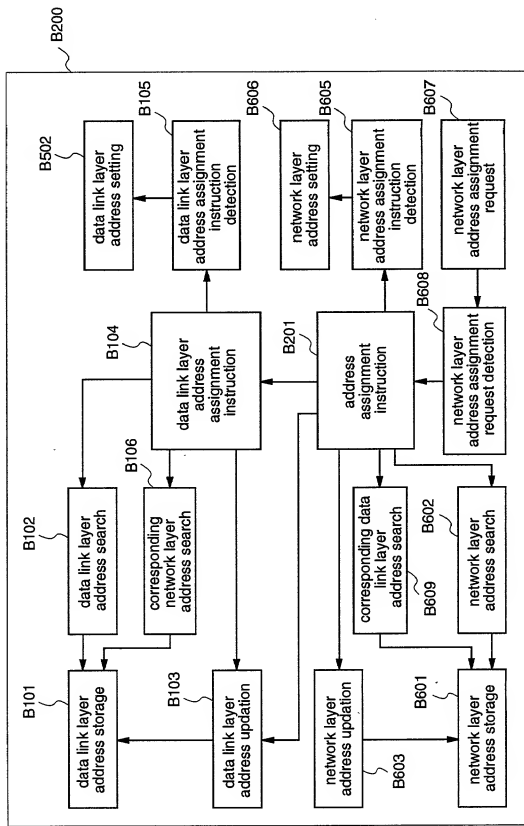 B200
B101
data link layer
address storage
B102
data link layer
address search
B106
corresponding
network layer
address search
B103
data link layer
address updation
B104
data link layer
address
assignment
instruction
B502
data link layer
address setting
B105
data link layer
address assignment
instruction
detection
B201
address
assignment
instruction
B606
network layer
address setting
B605
network layer
address assignment
instruction
detection
B607
network layer
address assignment
request
B608
network layer
address assignment
request detection
network layer
address updation
B603
corresponding data
link layer
address search
B609
B602
network layer
address search
B601
network layer
address storage